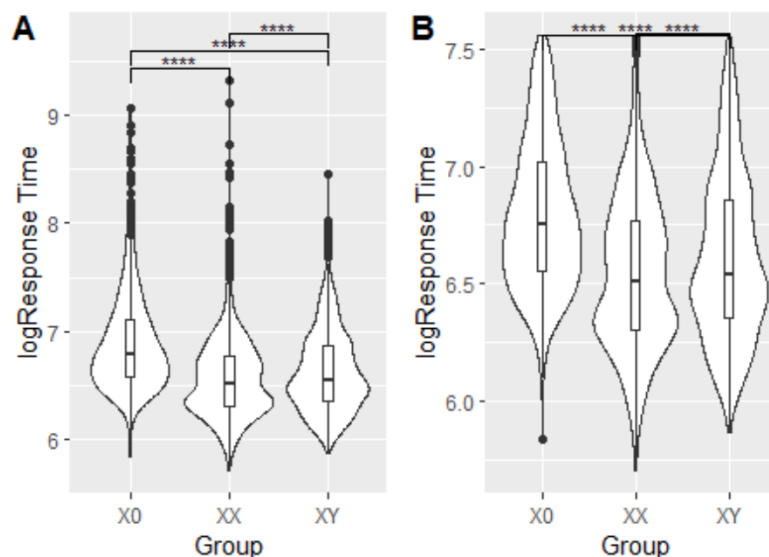 A
****
****
****
9
8
7
6
logResponse Time
X0 XX XY
Group
B
**** **** ****
7.5
7.0
6.5
6.0
logResponse Time
X0 XX XY
Group